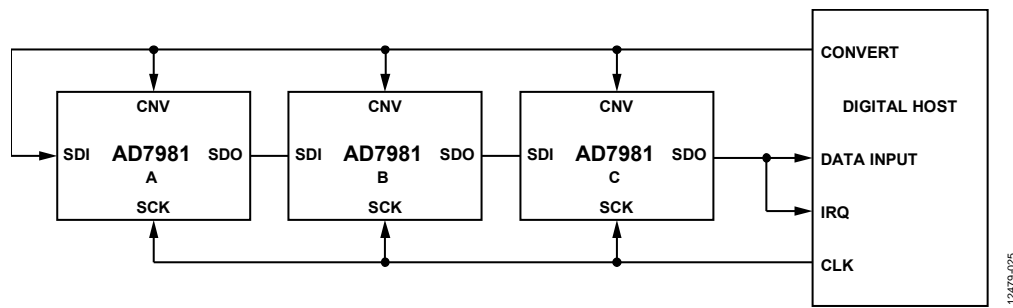 CONVERT
CNV
CNV
CNV
DIGITAL HOST
SDI AD7981 SDO
A
SDI AD7981 SDO
B
SDI AD7981 SDO
C
DATA INPUT
SCK
SCK
SCK
IRQ
CLK
12479-025